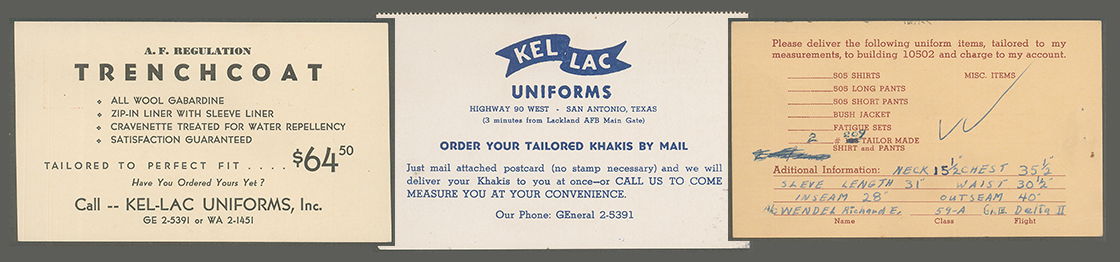 A. F. REGULATION
TRENCHCOAT
❖ ALL WOOL GABARDINE
❖ ZIP-IN LINER WITH SLEEVE LINER
❖ CRAVENETTE TREATED FOR WATER REPELLENCY
❖ SATISFACTION GUARANTEED
TAILORED TO PERFECT FIT . . . . $64.50
Have You Ordered Yours Yet?
Call -- KEL-LAC UNIFORMS, Inc.
GE 2-5391 or WA 2-1451
KEL LAC
UNIFORMS
HIGHWAY 90 WEST - SAN ANTONIO, TEXAS
(3 minutes from Lackland AFB Main Gate)
ORDER YOUR TAILORED KHAKIS BY MAIL
Just mail attached postcard (no stamp necessary) and we will
deliver your Khakis to you at once—or CALL US TO COME
MEASURE YOU AT YOUR CONVENIENCE.
Our Phone: GEneral 2-5391
Please deliver the following uniform items, tailored to my
measurements, to building 10502 and charge to my account.
505 SHIRTS MISC. ITEMS
505 LONG PANTS
505 SHORT PANTS
BUSH JACKET
FATIGUE SETS
2 # TAILOR MADE
SHIRT and PANTS
Aditional Information: NECK 15½ CHEST 35½"
SLEVE LENGTH 31" WAIST 30½"
INSEAM 28" OUTSEAM 40"
A/C WENDEL Richard E. 59-A Gr. III Delta II
Name Class Flight